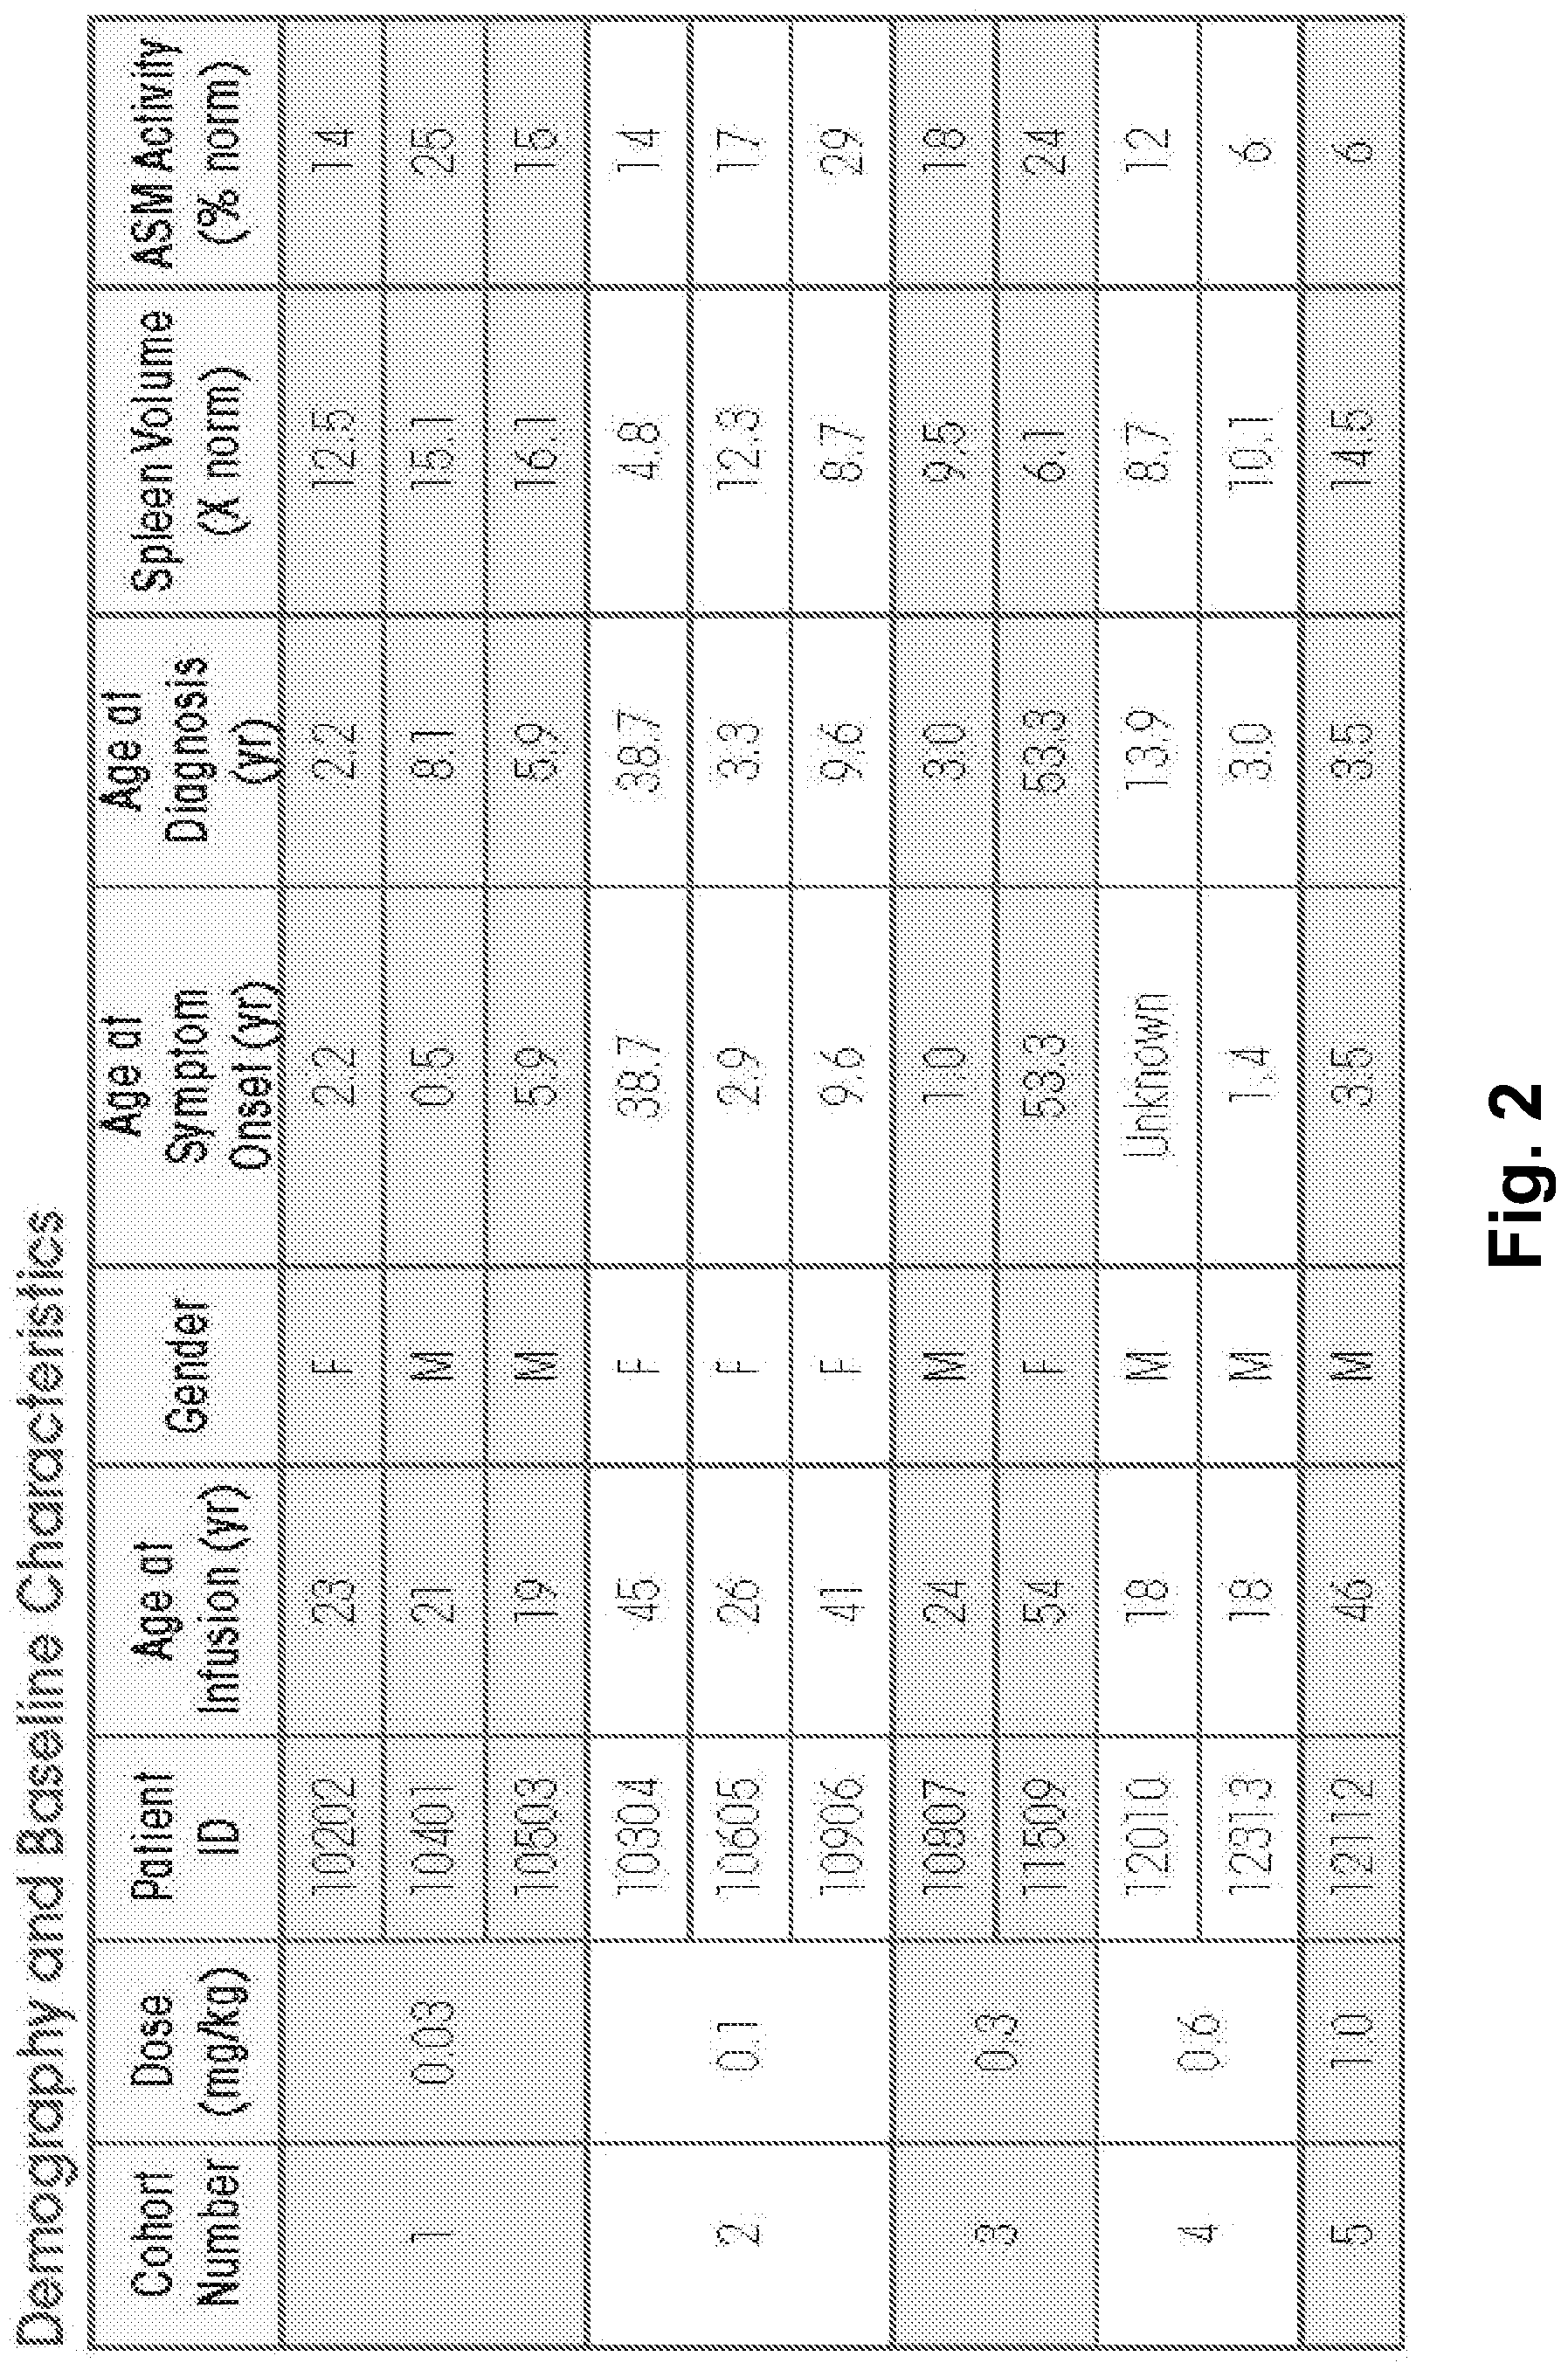 Demography and Baseline Characteristics
Cohort Number Dose (mg/kg) Patient ID Age at Infusion (yr) Gender Age at Symptom Onset (yr) Age at Diagnosis (yr) Spleen Volume (X norm) ASM Activity (% norm)
1 0.03 10202 23 F 2.2 2.2 12.5 14
10401 21 M 0.5 8.1 15.1 25
10503 19 M 5.9 5.9 16.1 15
2 0.1 10304 45 F 38.7 38.7 4.8 14
10605 26 F 2.9 3.3 12.3 17
10906 41 F 9.6 9.6 8.7 29
3 0.3 10807 24 M 1.0 3.0 9.5 18
11509 54 F 53.3 53.3 6.1 24
4 0.6 12010 18 M Unknown 13.9 8.7 12
12313 18 M 1.4 3.0 10.1 6
5 1.0 12112 46 M 35 35 14.5 6
Fig. 2